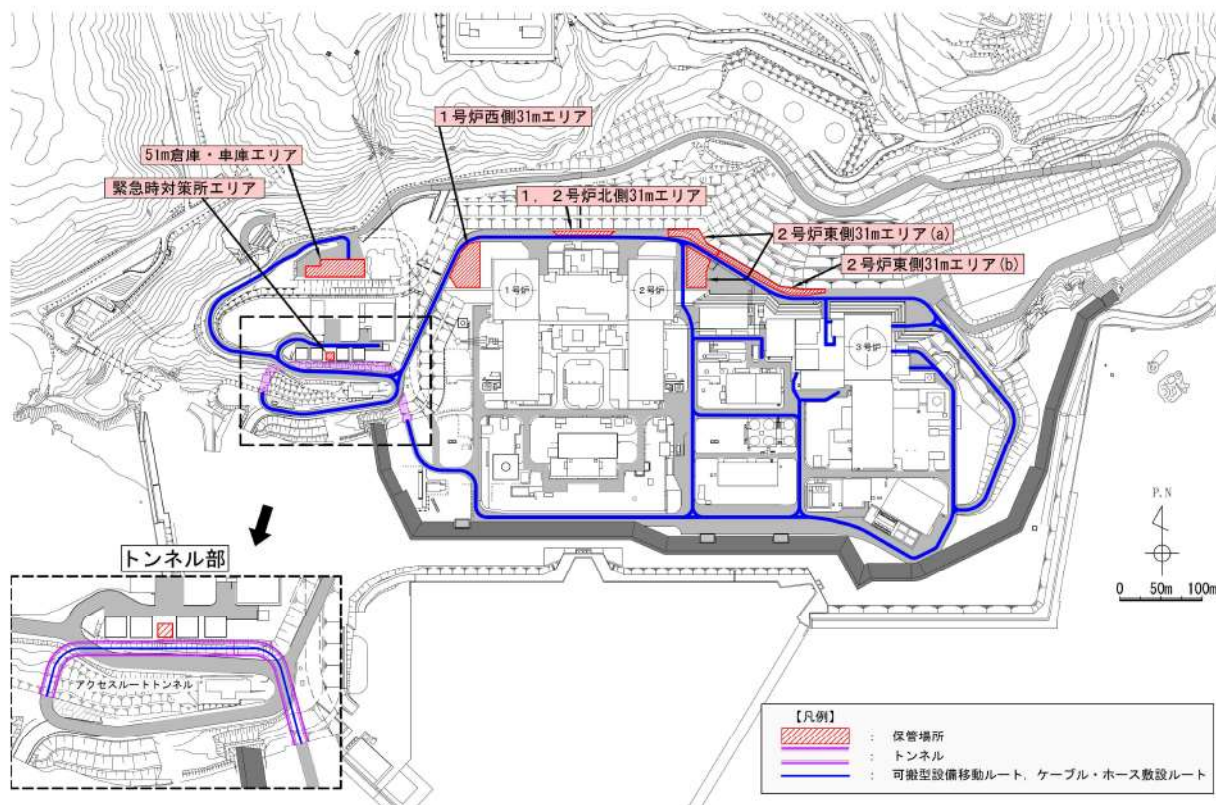 1号炉西側31mエリア
51m倉庫・車庫エリア
緊急時対策所エリア
1，2号炉北側31mエリア
2号炉東側31mエリア(a)
2号炉東側31mエリア(b)
1号炉
2号炉
3号炉
P.N
0 50m 100m
トンネル部
アクセスルートトンネル
【凡例】
： 保管場所
： トンネル
： 可搬型設備移動ルート，ケーブル・ホース敷設ルート